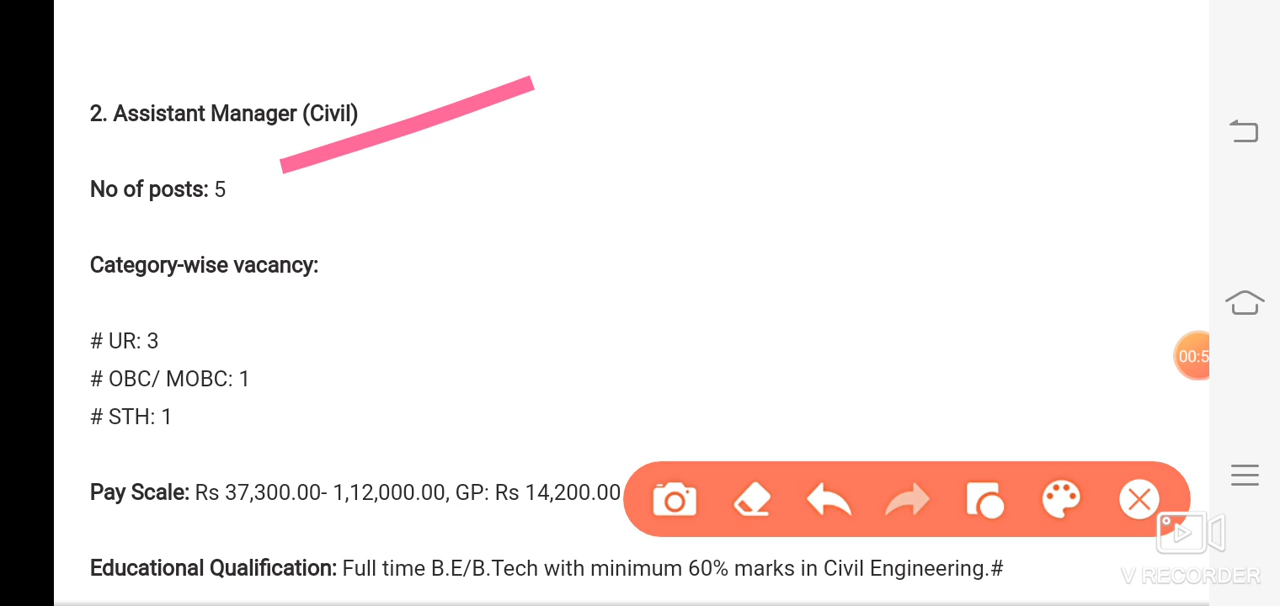 2. Assistant Manager (Civil)
No of posts: 5
Category-wise vacancy:
# UR: 3
# OBC/ MOBC: 1
# STH: 1
00:5
Pay Scale: Rs 37,300.00- 1,12,000.00, GP: Rs 14,200.00
Educational Qualification: Full time B.E/B.Tech with minimum 60% marks in Civil Engineering.#
V RECORDER